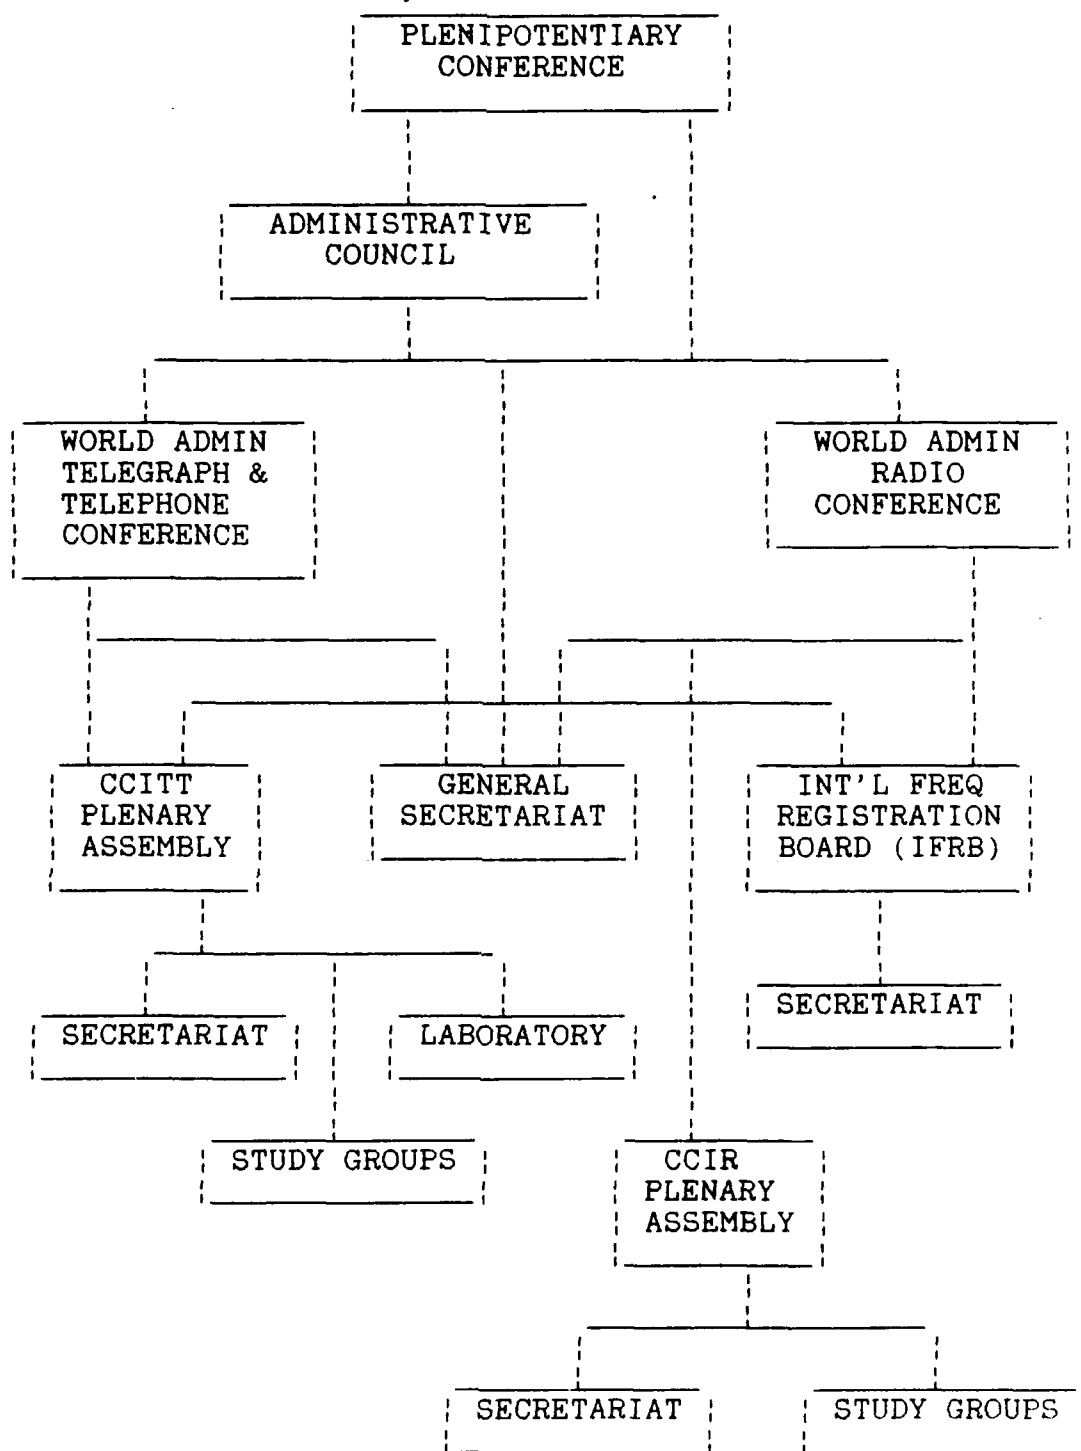 PLENIPOTENTIARY
CONFERENCE
ADMINISTRATIVE
COUNCIL
WORLD ADMIN
TELEGRAPH &
TELEPHONE
CONFERENCE
WORLD ADMIN
RADIO
CONFERENCE
CCITT
PLENARY
ASSEMBLY
GENERAL
SECRETARIAT
INT'L FREQ
REGISTRATION
BOARD (IFRB)
SECRETARIAT
LABORATORY
SECRETARIAT
STUDY GROUPS
CCIR
PLENARY
ASSEMBLY
SECRETARIAT
STUDY GROUPS